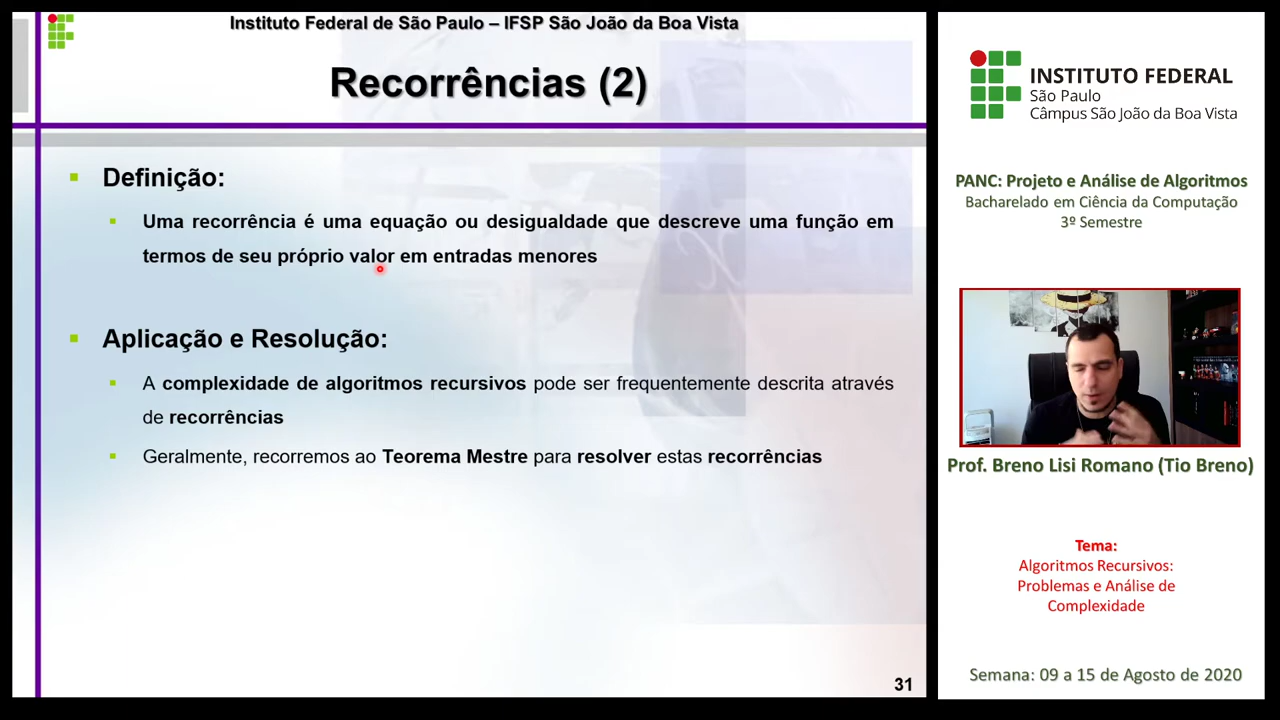 Instituto Federal de São Paulo – IFSP São João da Boa Vista
Recorrências (2)
Definição:
Uma recorrência é uma equação ou desigualdade que descreve uma função em
termos de seu próprio valor em entradas menores
Aplicação e Resolução:
A complexidade de algoritmos recursivos pode ser frequentemente descrita através
de recorrências
Geralmente, recorremos ao Teorema Mestre para resolver estas recorrências
31
INSTITUTO FEDERAL
São Paulo
Câmpus São João da Boa Vista
PANC: Projeto e Análise de Algoritmos
Bacharelado em Ciência da Computação
3º Semestre
Prof. Breno Lisi Romano (Tio Breno)
Tema:
Algoritmos Recursivos:
Problemas e Análise de
Complexidade
Semana: 09 a 15 de Agosto de 2020